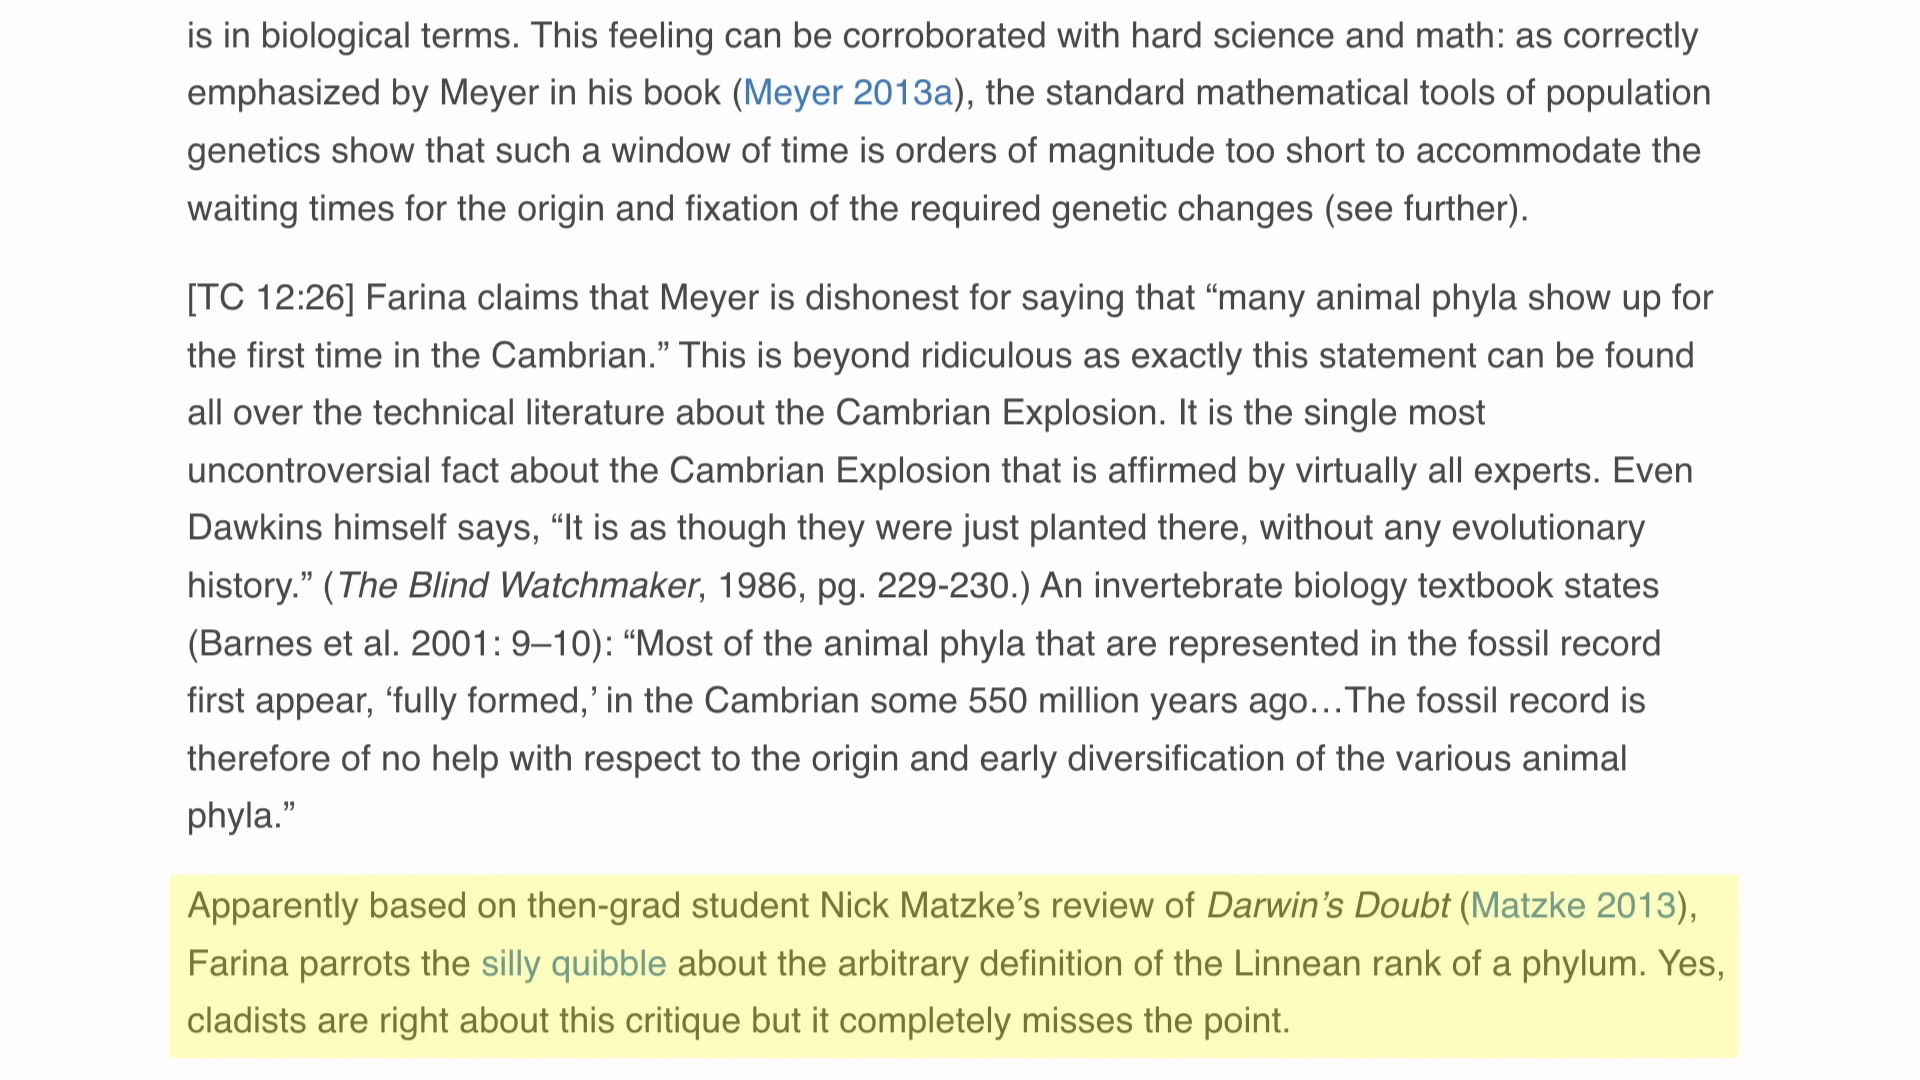 is in biological terms. This feeling can be corroborated with hard science and math: as correctly
emphasized by Meyer in his book (Meyer 2013a), the standard mathematical tools of population
genetics show that such a window of time is orders of magnitude too short to accommodate the
waiting times for the origin and fixation of the required genetic changes (see further).
[TC 12:26] Farina claims that Meyer is dishonest for saying that “many animal phyla show up for
the first time in the Cambrian.” This is beyond ridiculous as exactly this statement can be found
all over the technical literature about the Cambrian Explosion. It is the single most
uncontroversial fact about the Cambrian Explosion that is affirmed by virtually all experts. Even
Dawkins himself says, “It is as though they were just planted there, without any evolutionary
history.” (The Blind Watchmaker, 1986, pg. 229-230.) An invertebrate biology textbook states
(Barnes et al. 2001: 9–10): “Most of the animal phyla that are represented in the fossil record
first appear, ‘fully formed,’ in the Cambrian some 550 million years ago…The fossil record is
therefore of no help with respect to the origin and early diversification of the various animal
phyla.”
Apparently based on then-grad student Nick Matzke’s review of Darwin’s Doubt (Matzke 2013),
Farina parrots the silly quibble about the arbitrary definition of the Linnean rank of a phylum. Yes,
cladists are right about this critique but it completely misses the point.